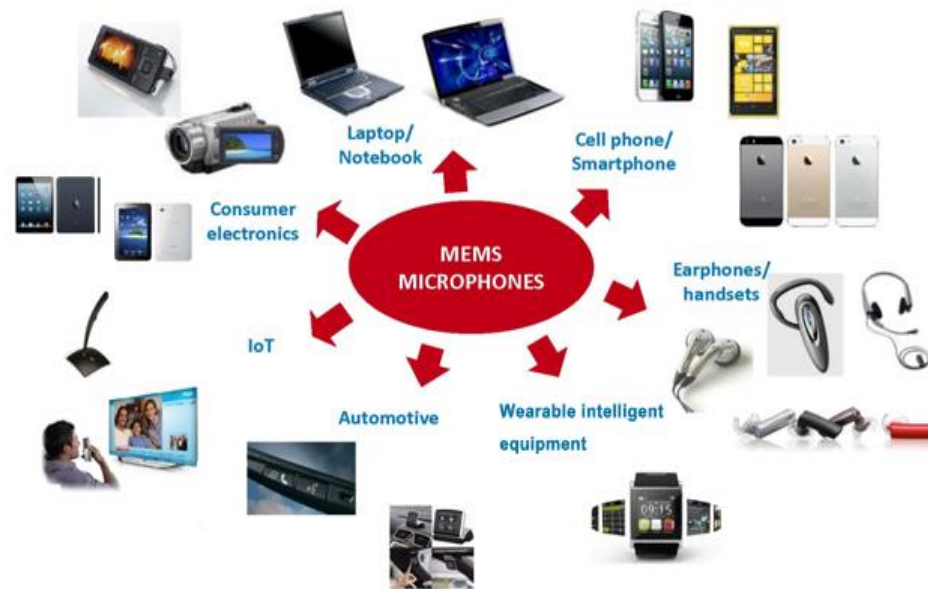 Laptop/
Notebook
Cell phone/
Smartphone
Consumer
electronics
MEMS
MICROPHONES
Earphones/
handsets
IoT
Automotive
Wearable intelligent
equipment
09:15